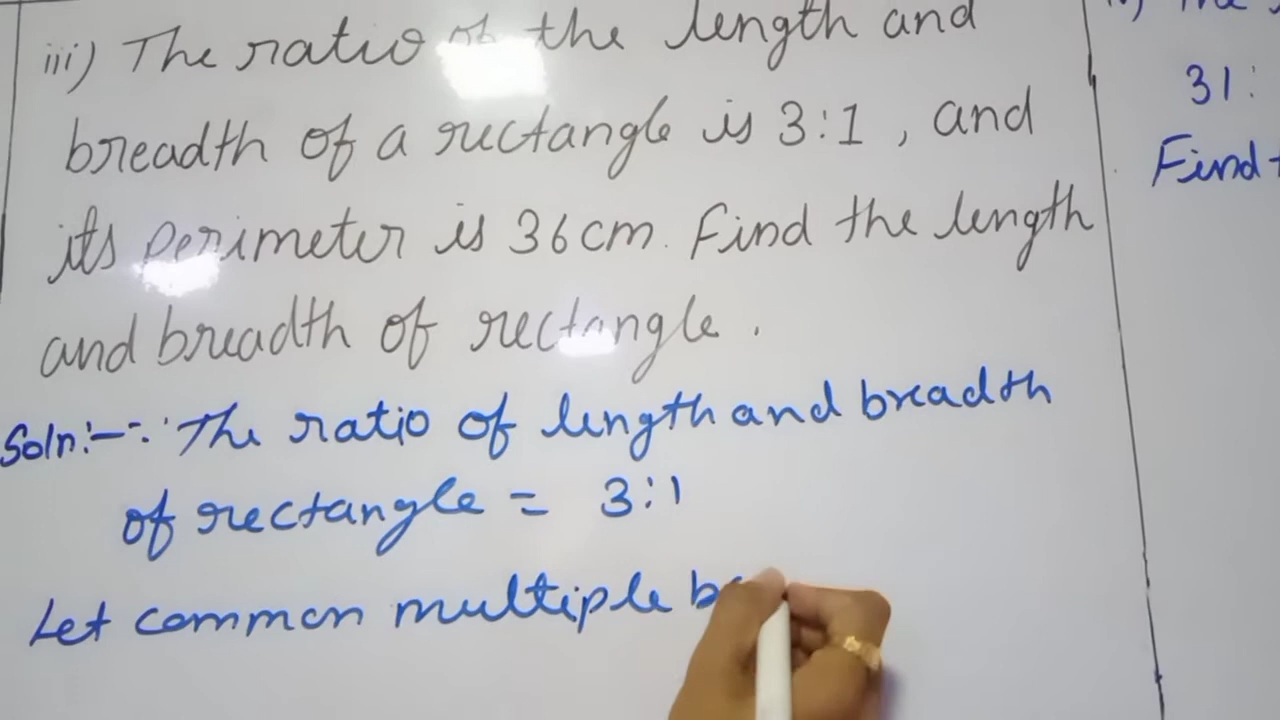 iii) The ratio of the length and
breadth of a rectangle is 3:1, and
its perimeter is 36cm. Find the length
and breadth of rectangle.
Soln:- ∵ The ratio of length and breadth
of rectangle = 3:1
Let common multiple be
31:
Find